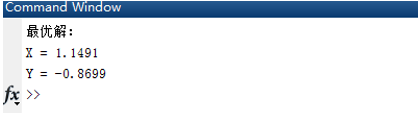 Command Window
最优解:
X = 1.1491
Y = -0.8699
fx >>